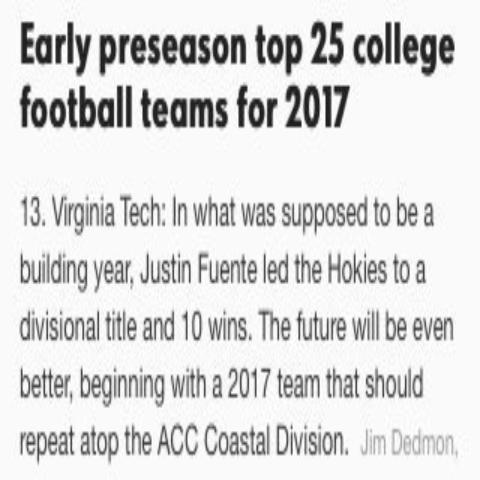 Early preseason top 25 college
football teams for 2017
13. Virginia Tech: In what was supposed to be a
building year, Justin Fuente led the Hokies to a
divisional title and 10 wins. The future will be even
better, beginning with a 2017 team that should
repeat atop the ACC Coastal Division. Jim Dedmon,